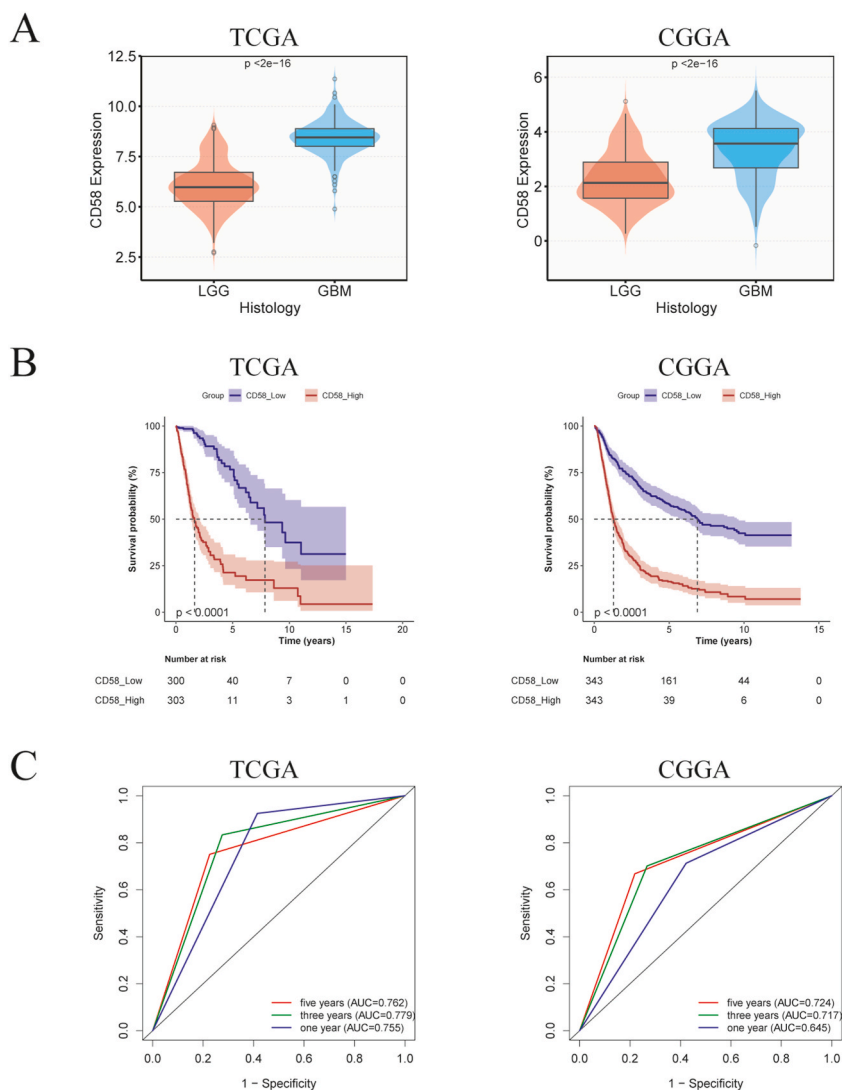 A
TCGA
CGGA
p <2e−16
p <2e−16
CD58 Expression
12.5
10.0
7.5
5.0
2.5
LGG
GBM
Histology
CD58 Expression
6
4
2
0
LGG
GBM
Histology
B
TCGA
CGGA
Group CD58_Low CD58_High
Group CD58_Low CD58_High
Survival probability (%)
100
75
50
25
0
p < 0.0001
0 5 10 15 20
Time (years)
Survival probability (%)
100
75
50
25
0
p < 0.0001
0 5 10 15
Time (years)
Number at risk
CD58_Low 300 40 7 0 0
CD58_High 303 11 3 1 0
Number at risk
CD58_Low 343 161 44 0
CD58_High 343 39 6 0
C
TCGA
CGGA
Sensitivity
1.0
0.8
0.6
0.4
0.2
0.0
five years (AUC=0.762)
three years (AUC=0.779)
one year (AUC=0.755)
0.0 0.2 0.4 0.6 0.8 1.0
1 − Specificity
Sensitivity
1.0
0.8
0.6
0.4
0.2
0.0
five years (AUC=0.724)
three years (AUC=0.717)
one year (AUC=0.645)
0.0 0.2 0.4 0.6 0.8 1.0
1 − Specificity